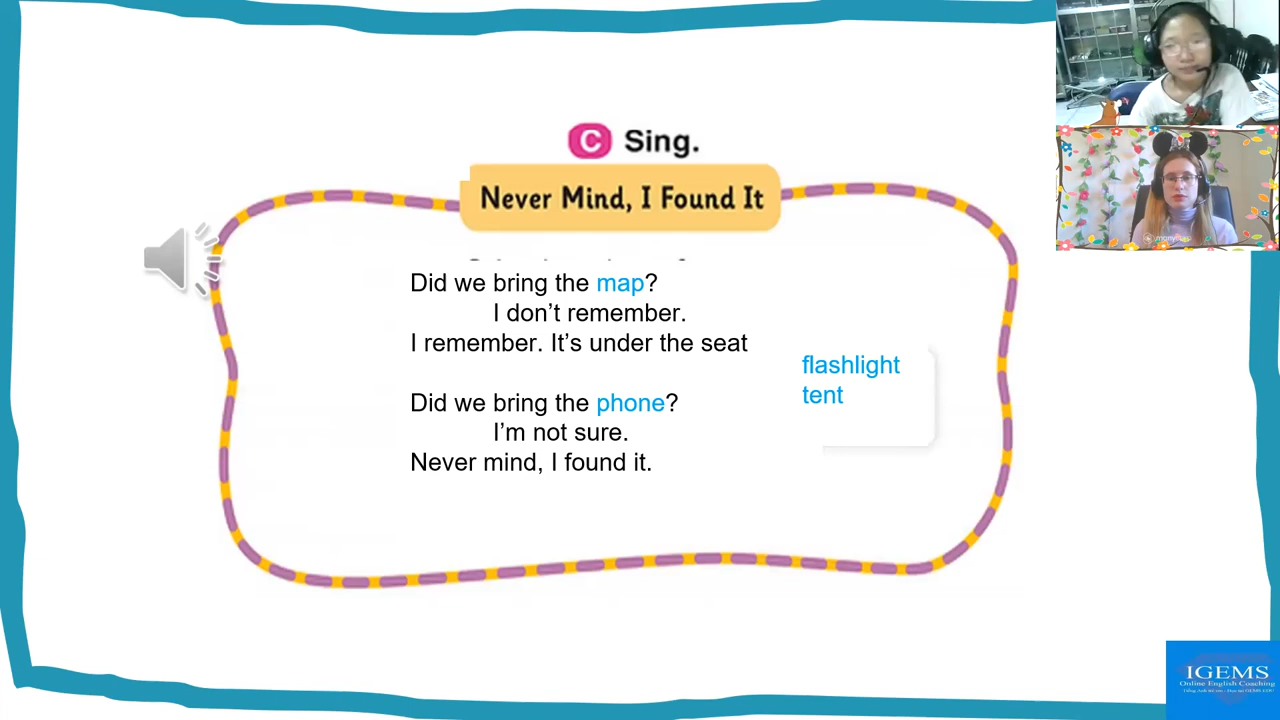 C Sing.
Never Mind, I Found It
Did we bring the map?
I don't remember.
I remember. It's under the seat
Did we bring the phone?
I'm not sure.
Never mind, I found it.
flashlight
tent
IGEMS
Online English Coaching